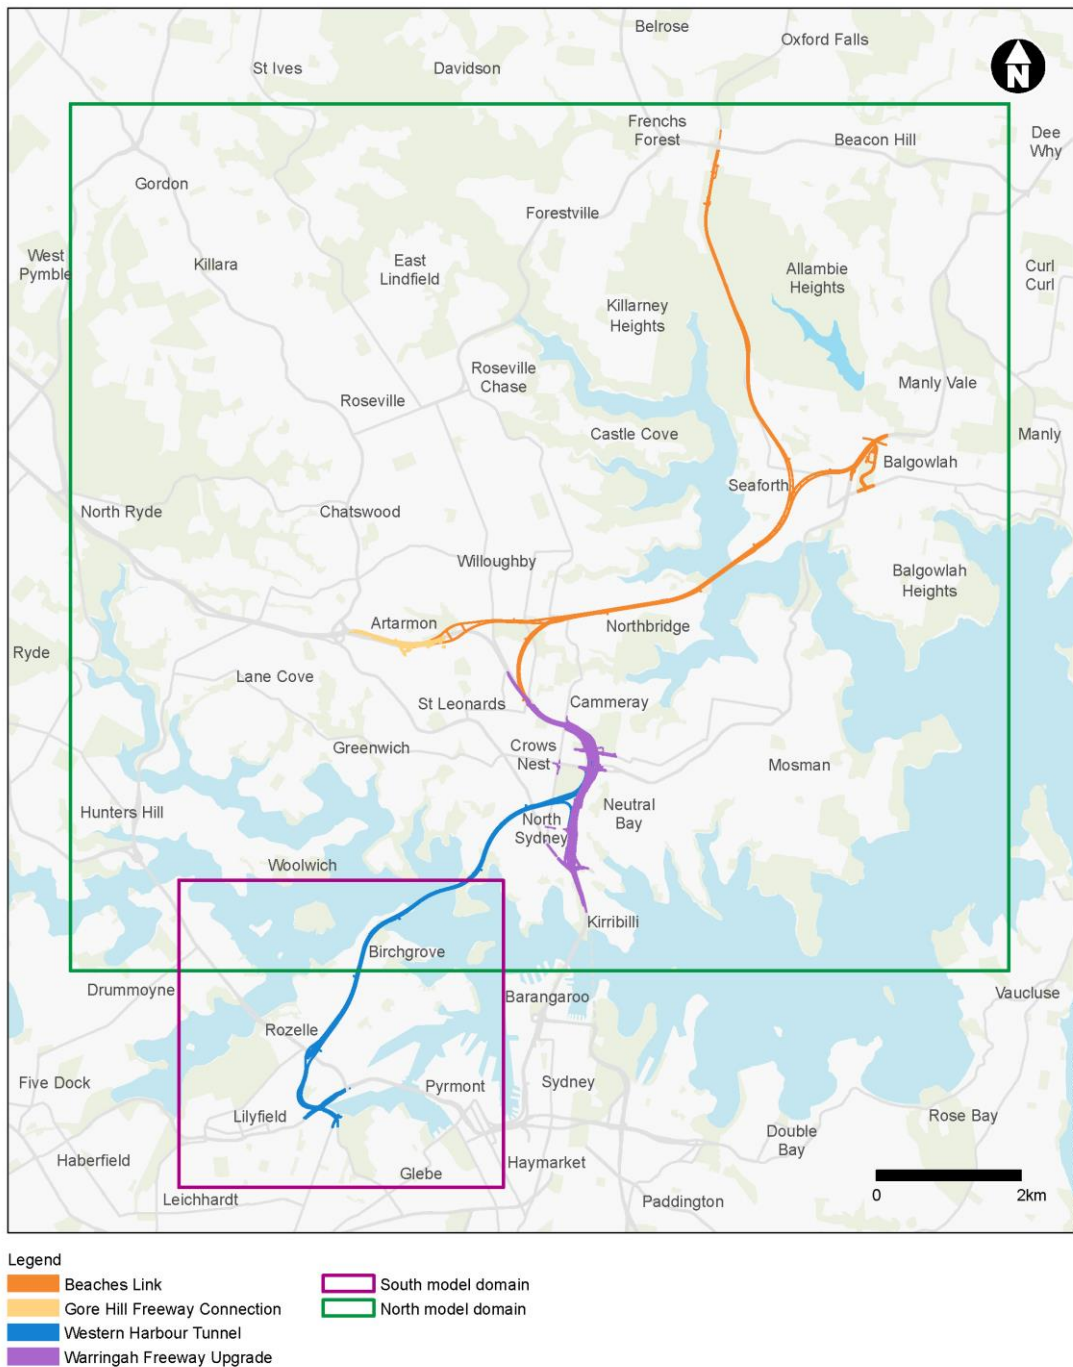 Belrose
Oxford Falls
St Ives
Davidson
N
Frenchs
Forest
Beacon Hill
Dee
Why
Gordon
Forestville
West
Pymble
Killara
East
Lindfield
Allambie
Heights
Curl
Curl
Killarney
Heights
Roseville
Chase
Manly Vale
Roseville
Castle Cove
Manly
Balgowlah
Seaforth
North Ryde
Chatswood
Willoughby
Balgowlah
Heights
Artarmon
Northbridge
Ryde
Lane Cove
St Leonards
Cammeray
Greenwich
Crows
Nest
Mosman
Hunters Hill
Neutral
Bay
North
Sydney
Woolwich
Kirribilli
Birchgrove
Drummoyne
Barangaroo
Vaucluse
Rozelle
Five Dock
Pyrmont
Sydney
Lilyfield
Rose Bay
Double
Bay
Haberfield
Haymarket
Glebe
Leichhardt
Paddington
0 2km
Legend
Beaches Link
South model domain
Gore Hill Freeway Connection
North model domain
Western Harbour Tunnel
Warringah Freeway Upgrade